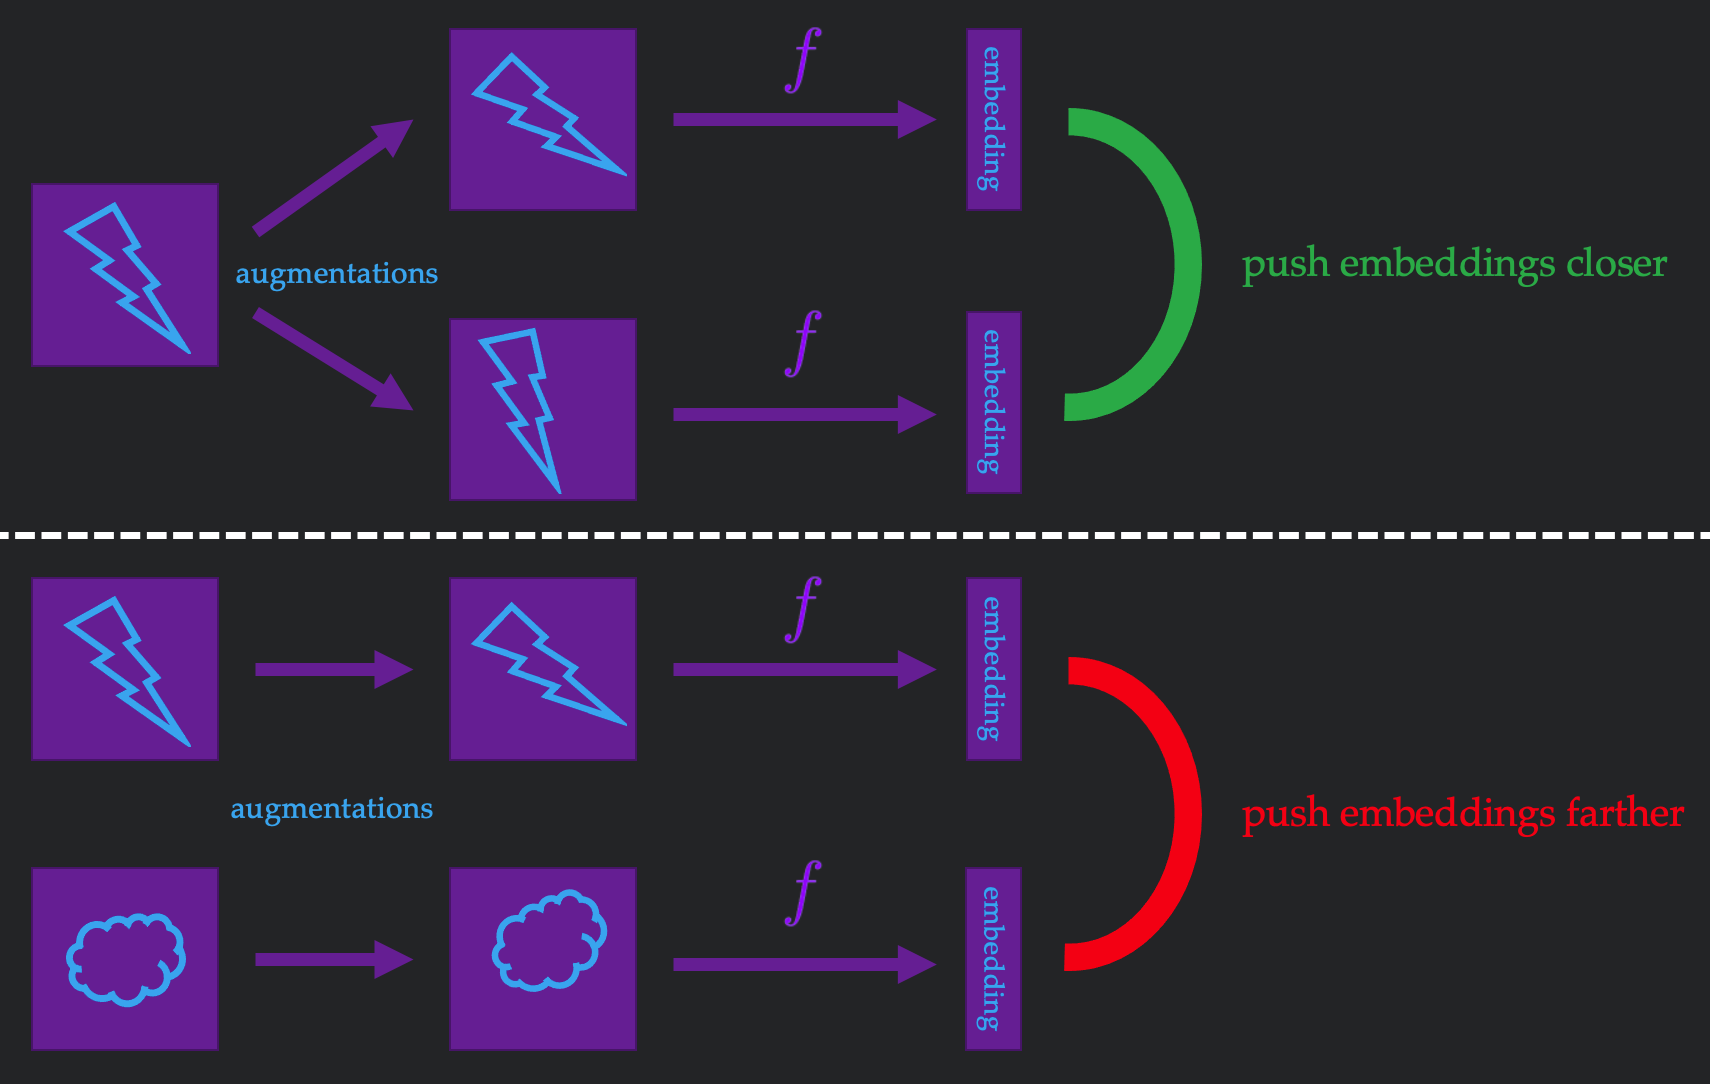 f
embedding
augmentations
push embeddings closer
f
embedding
f
embedding
augmentations
push embeddings farther
f
embedding